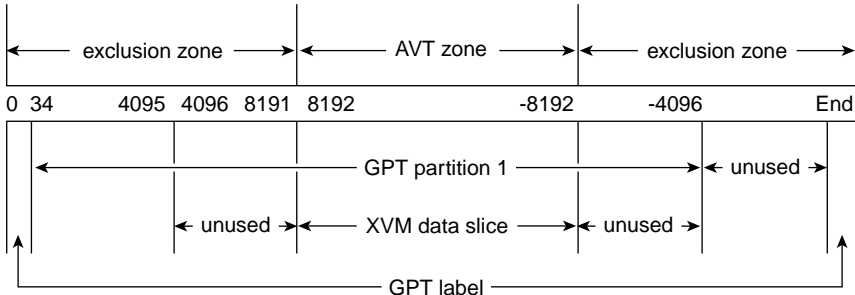 exclusion zone AVT zone exclusion zone
0 34 4095 4096 8191 8192 -8192 -4096 End
GPT partition 1 unused
unused XVM data slice unused
GPT label